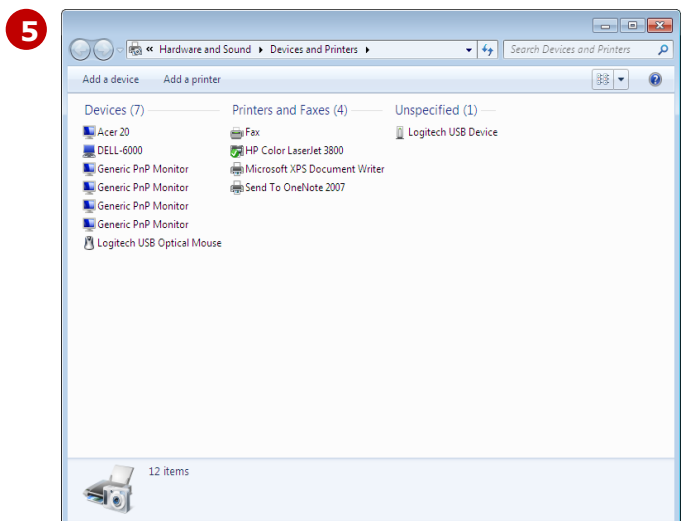 5
« Hardware and Sound ▸ Devices and Printers ▸
Search Devices and Printers
Add a device Add a printer
Devices (7)
Acer 20
DELL-6000
Generic PnP Monitor
Generic PnP Monitor
Generic PnP Monitor
Generic PnP Monitor
Logitech USB Optical Mouse
Printers and Faxes (4)
Fax
HP Color LaserJet 3800
Microsoft XPS Document Writer
Send To OneNote 2007
Unspecified (1)
Logitech USB Device
12 items